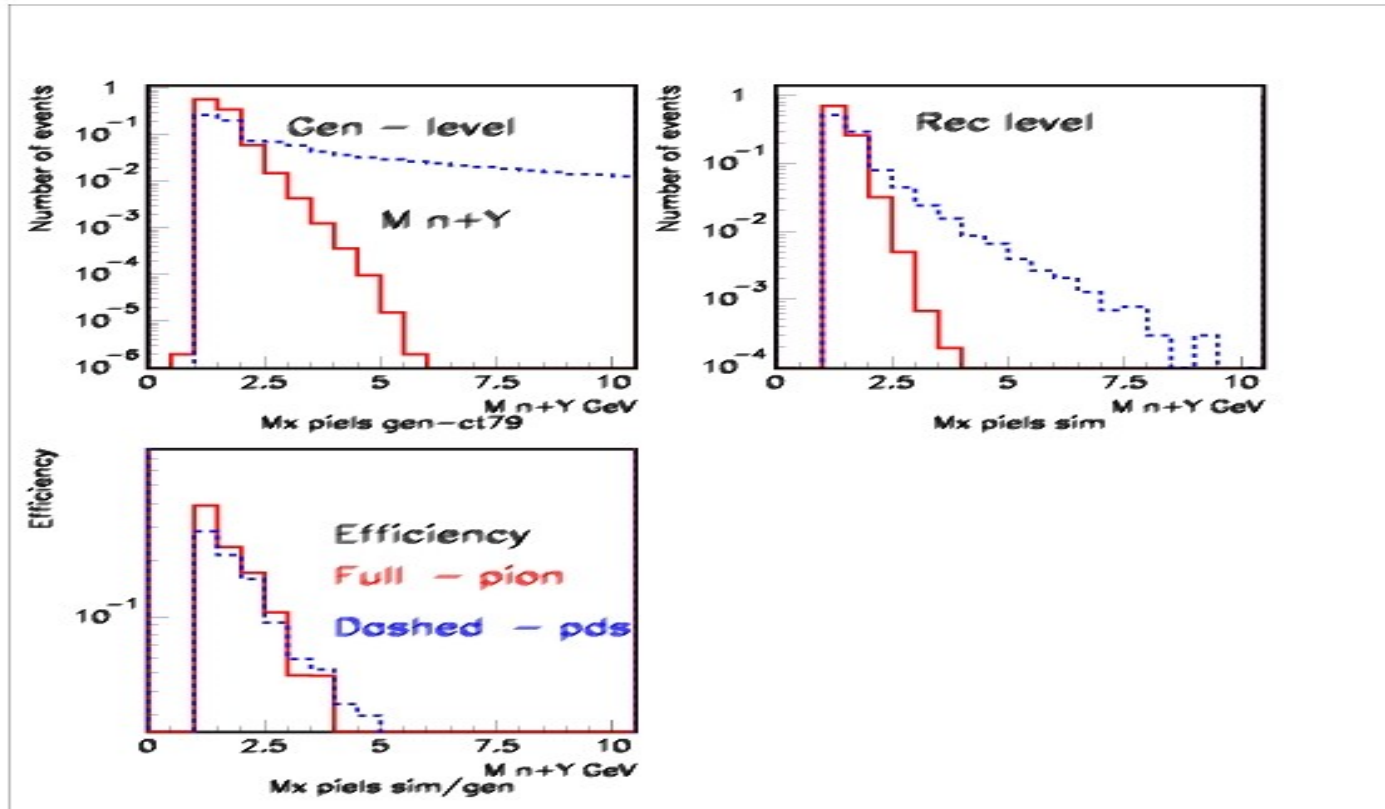 Number of events
1
10⁻¹
10⁻²
10⁻³
10⁻⁴
10⁻⁵
10⁻⁶
Gen – level
M n+Y
0 2.5 5 7.5 10
M n+Y GeV
Mx piels gen-ct79
Number of events
1
10⁻¹
10⁻²
10⁻³
10⁻⁴
Rec level
0 2.5 5 7.5 10
M n+Y GeV
Mx piels sim
Efficiency
10⁻¹
Efficiency
Full – pion
Dashed – pds
0 2.5 5 7.5 10
M n+Y GeV
Mx piels sim/gen